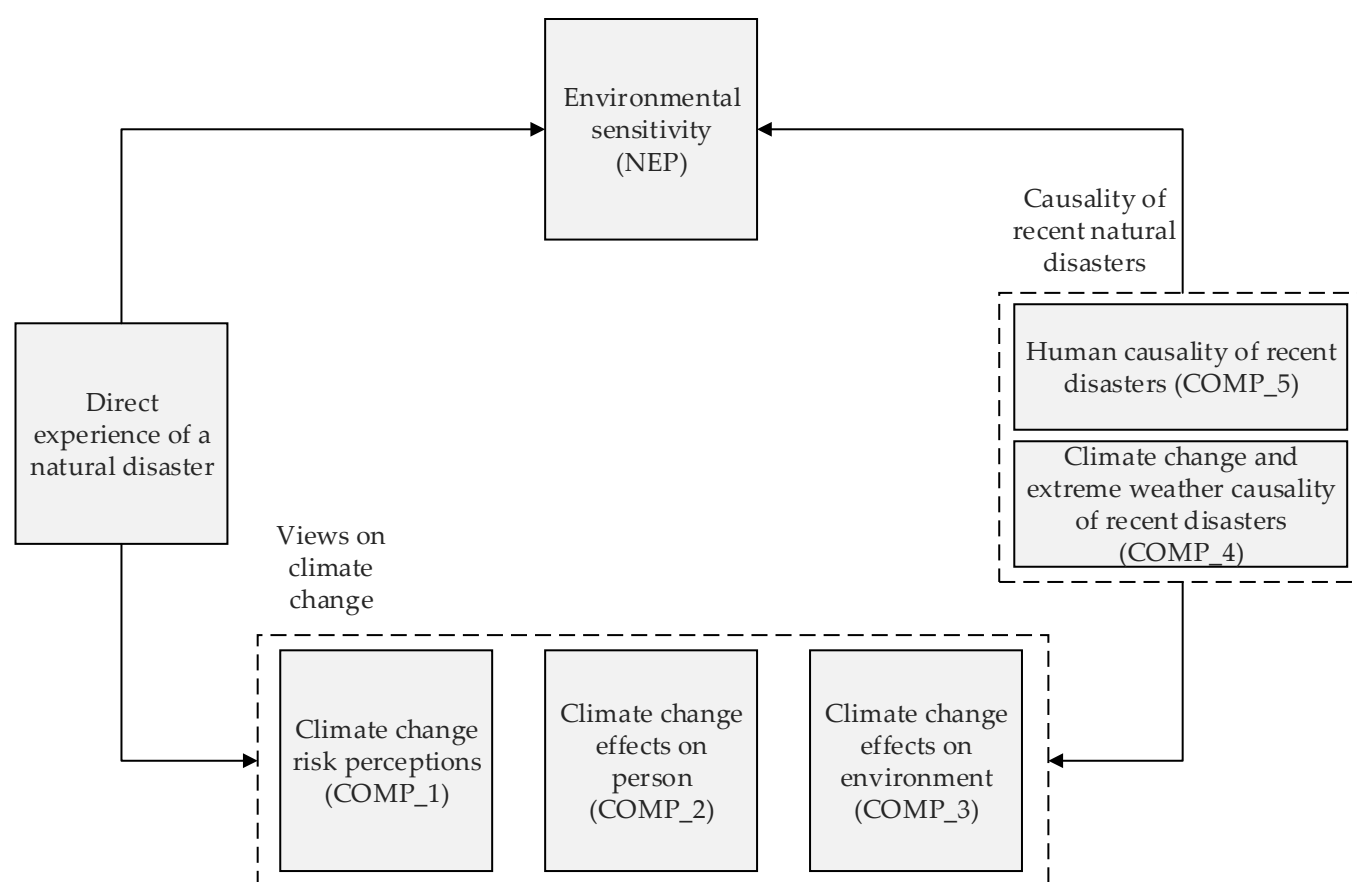 Environmental
sensitivity
(NEP)
Causality of
recent natural
disasters
Human causality of recent
disasters (COMP_5)
Climate change and
extreme weather causality
of recent disasters
(COMP_4)
Direct
experience of a
natural disaster
Views on
climate
change
Climate change
risk perceptions
(COMP_1)
Climate change
effects on
person
(COMP_2)
Climate change
effects on
environment
(COMP_3)